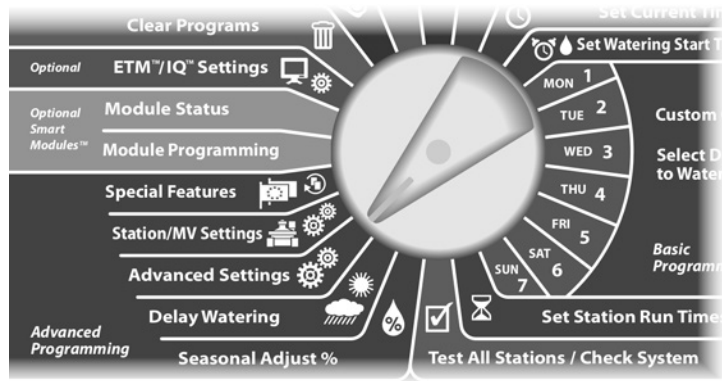 Clear Programs
Optional
ETM™/IQ™ Settings
Optional
Smart
Modules™
Module Status
Module Programming
Special Features
Station/MV Settings
Advanced Settings
Delay Watering
Advanced
Programming
Seasonal Adjust %
%
Set Current
Set Watering Start
MON 1
TUE 2
WED 3
THU 4
FRI 5
SAT 6
SUN 7
Custom
Select
to Water
Basic
Set Station Run
Test All Stations / Check System